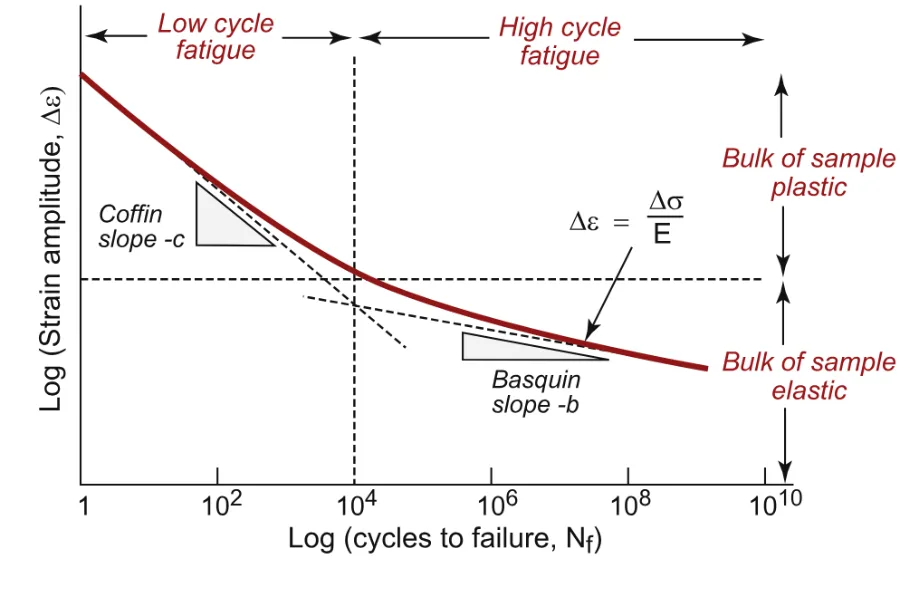 Low cycle
fatigue
High cycle
fatigue
Log (Strain amplitude, Δε)
Bulk of sample
plastic
Coffin
slope -c
Δε = Δσ
E
Bulk of sample
elastic
Basquin
slope -b
1
10²
10⁴
10⁶
10⁸
10¹⁰
Log (cycles to failure, Nf)